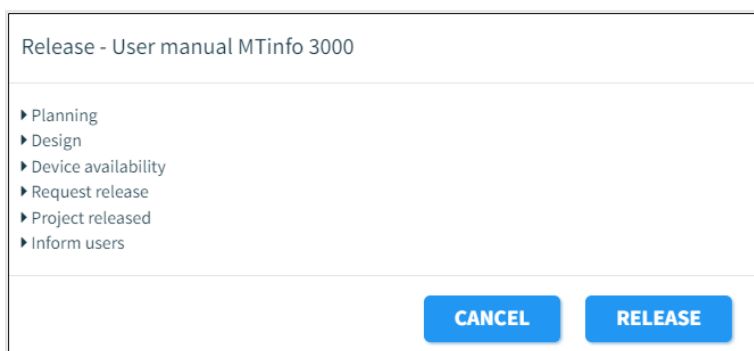 Release - User manual MTinfo 3000
Planning
Design
Device availability
Request release
Project released
Inform users
CANCEL RELEASE